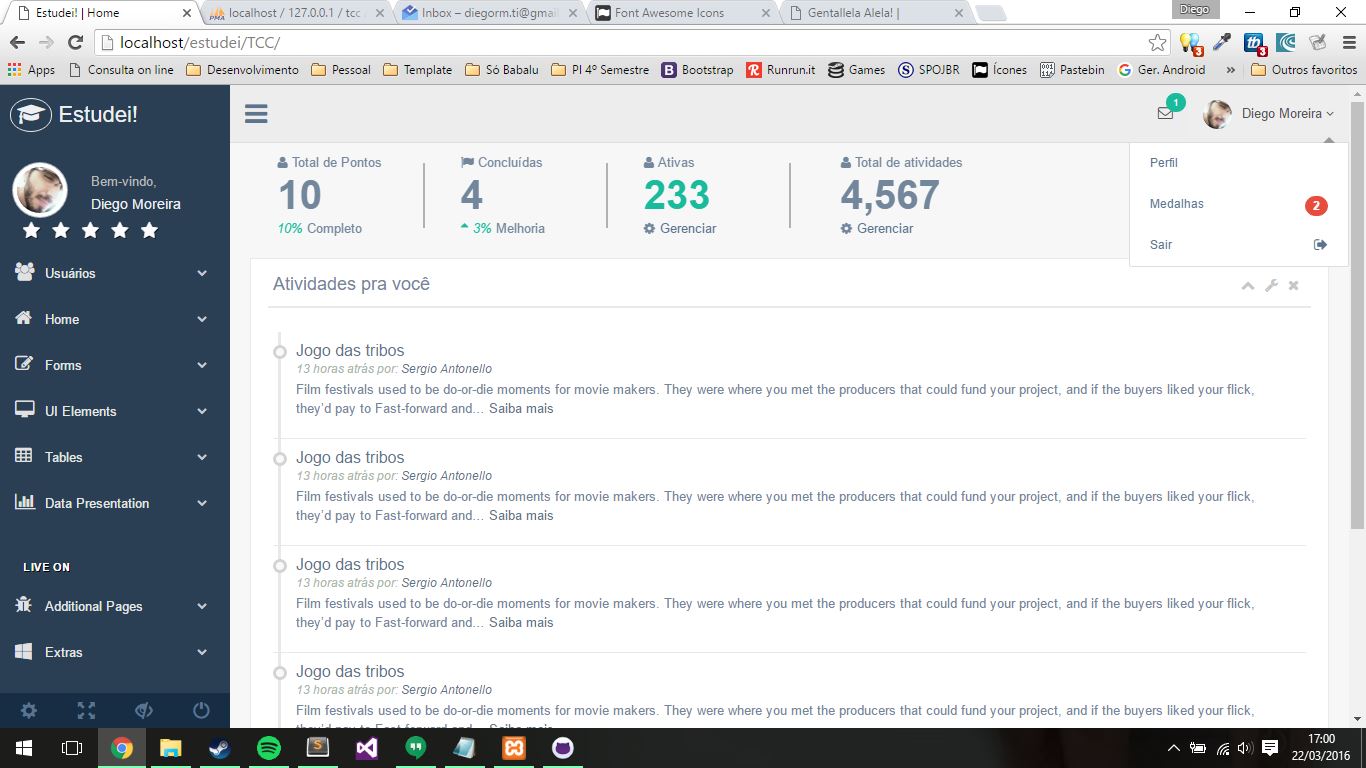 Estudei! | Home
localhost / 127.0.0.1 / tcc
Inbox – diegorm.ti@gmai
Font Awesome Icons
Gentallela Alela! |
Diego
localhost/estudei/TCC/
3
3
Apps Consulta on line Desenvolvimento Pessoal Template Só Babalu PI 4º Semestre Bootstrap Runrun.it Games SPOJBR Ícones Pastebin Ger. Android » Outros favoritos
Estudei!
1
Diego Moreira
Bem-vindo,
Diego Moreira
Usuários
Home
Forms
UI Elements
Tables
Data Presentation
LIVE ON
Additional Pages
Extras
Total de Pontos
10
10% Completo
Concluídas
4
3% Melhoria
Ativas
233
Gerenciar
Total de atividades
4,567
Gerenciar
Perfil
Medalhas 2
Sair
Atividades pra você
Jogo das tribos
13 horas atrás por: Sergio Antonello
Film festivals used to be do-or-die moments for movie makers. They were where you met the producers that could fund your project, and if the buyers liked your flick,
they'd pay to Fast-forward and... Saiba mais
Jogo das tribos
13 horas atrás por: Sergio Antonello
Film festivals used to be do-or-die moments for movie makers. They were where you met the producers that could fund your project, and if the buyers liked your flick,
they'd pay to Fast-forward and... Saiba mais
Jogo das tribos
13 horas atrás por: Sergio Antonello
Film festivals used to be do-or-die moments for movie makers. They were where you met the producers that could fund your project, and if the buyers liked your flick,
they'd pay to Fast-forward and... Saiba mais
Jogo das tribos
13 horas atrás por: Sergio Antonello
Film festivals used to be do-or-die moments for movie makers. They were where you met the producers that could fund your project, and if the buyers liked your flick,
they'd pay to Fast-forward and... Saiba mais
17:00
22/03/2016